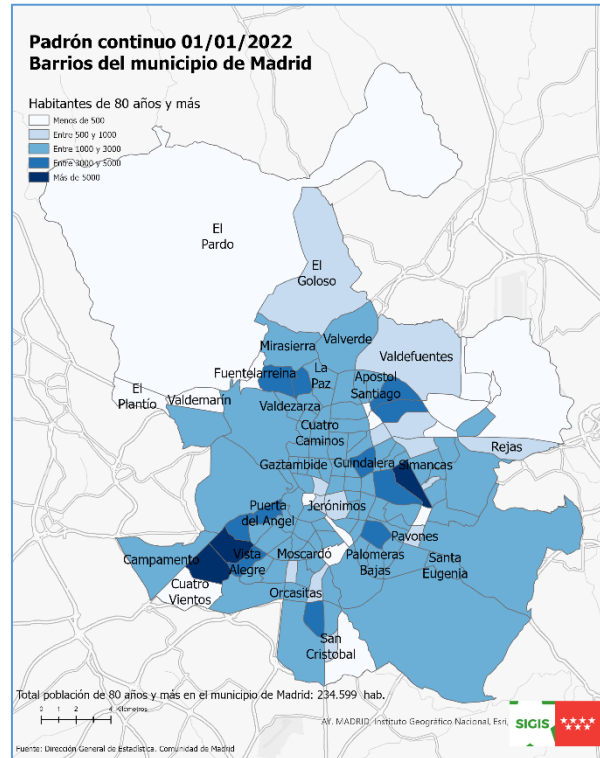 Padrón continuo 01/01/2022
Barrios del municipio de Madrid
Habitantes de 80 años y más
Menos de 500
Entre 500 y 1000
Entre 1000 y 3000
Entre 3000 y 5000
Más de 5000
El
Pardo
El
Goloso
Mirasierra
Valverde
Valdefuentes
Fuentelarreina
La
Paz
Apostol
Santiago
El
Plantío
Valdemarín
Valdezarza
Cuatro
Caminos
Rejas
Gaztambide
Guindalera
Simancas
Puerta
del Angel
Jerónimos
Pavones
Campamento
Vista
Alegre
Moscardó
Palomeras
Bajas
Santa
Eugenia
Cuatro
Vientos
Orcasitas
San
Cristobal
Total población de 80 años y más en el municipio de Madrid: 234.599 hab.
0 1 2 4 Kilómetros
AY. MADRID, Instituto Geográfico Nacional, Esri,
SIGIS
Fuente: Dirección General de Estadística. Comunidad de Madrid